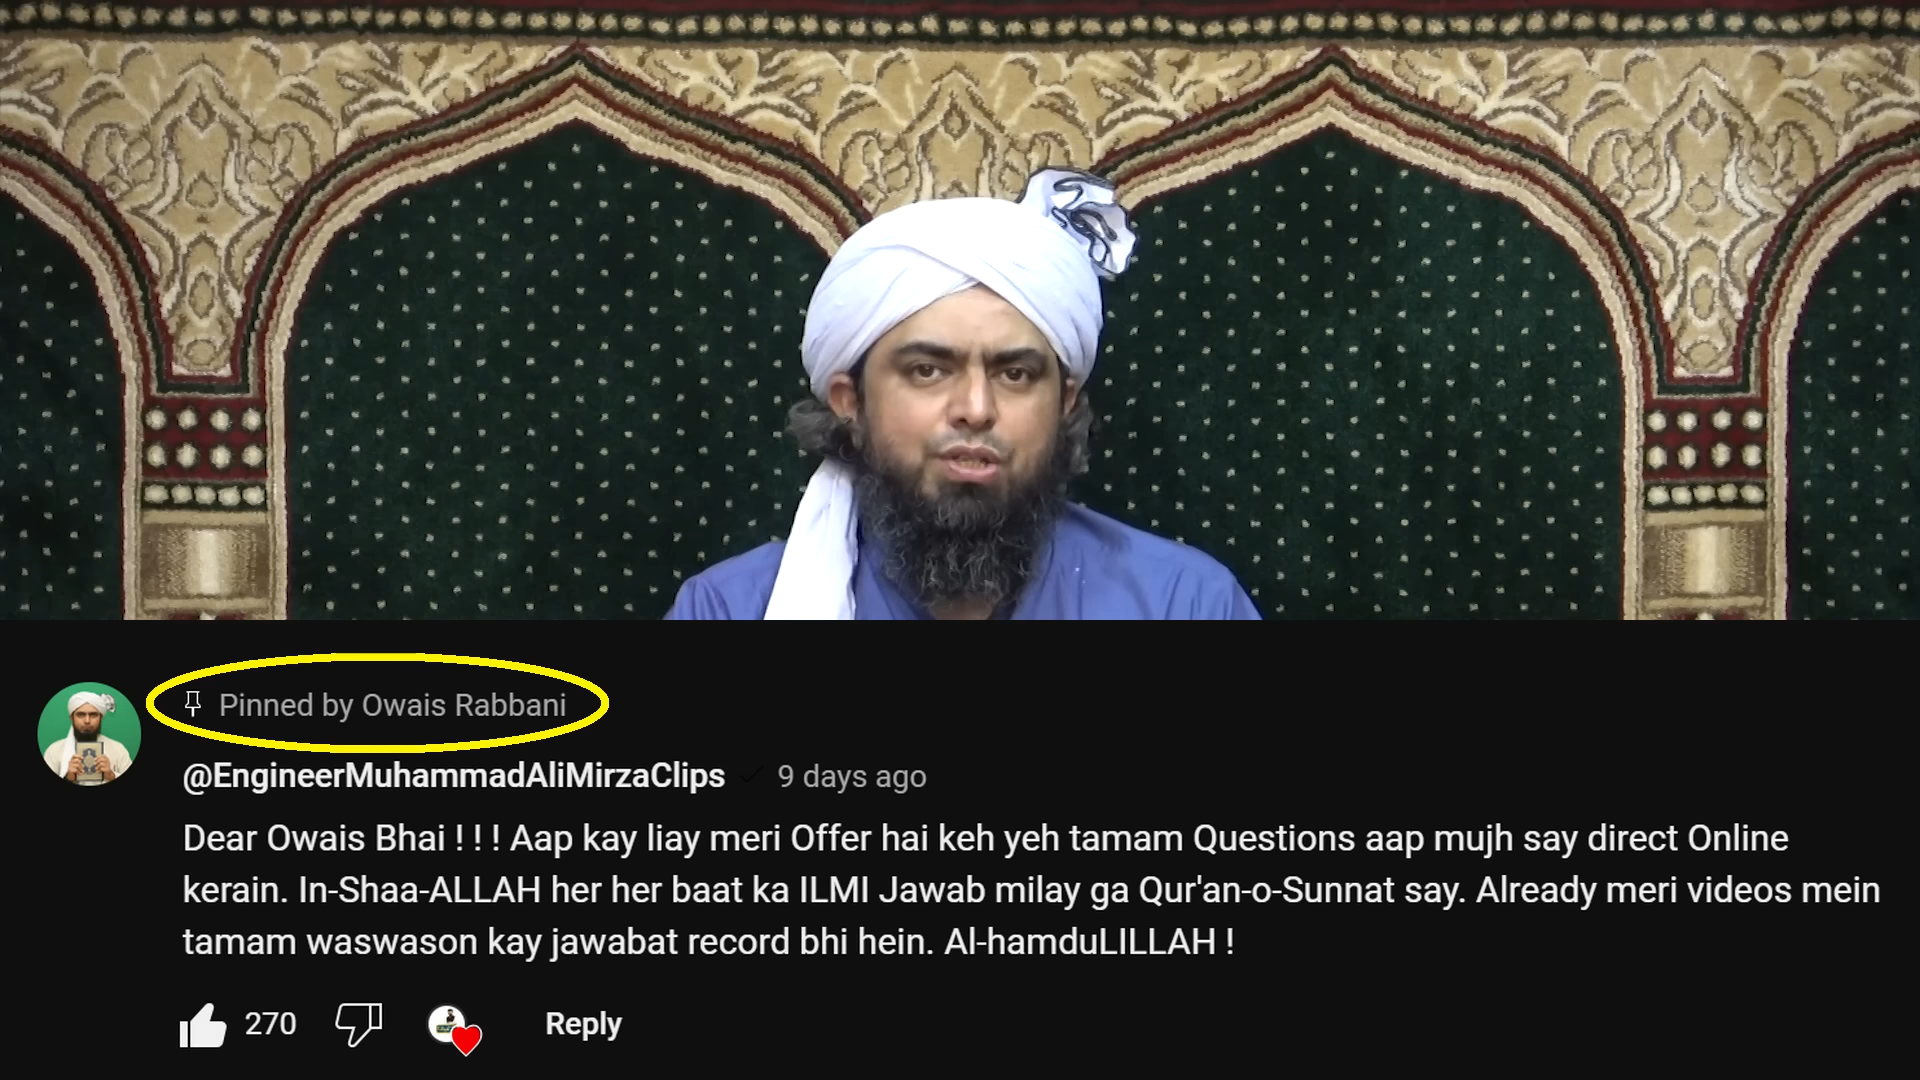 Pinned by Owais Rabbani
@EngineerMuhammadAliMirzaClips 9 days ago
Dear Owais Bhai ! ! ! Aap kay liay meri Offer hai keh yeh tamam Questions aap mujh say direct Online
kerain. In-Shaa-ALLAH her her baat ka ILMI Jawab milay ga Qur'an-o-Sunnat say. Already meri videos mein
tamam waswason kay jawabat record bhi hein. Al-hamduLILLAH !
270 Reply